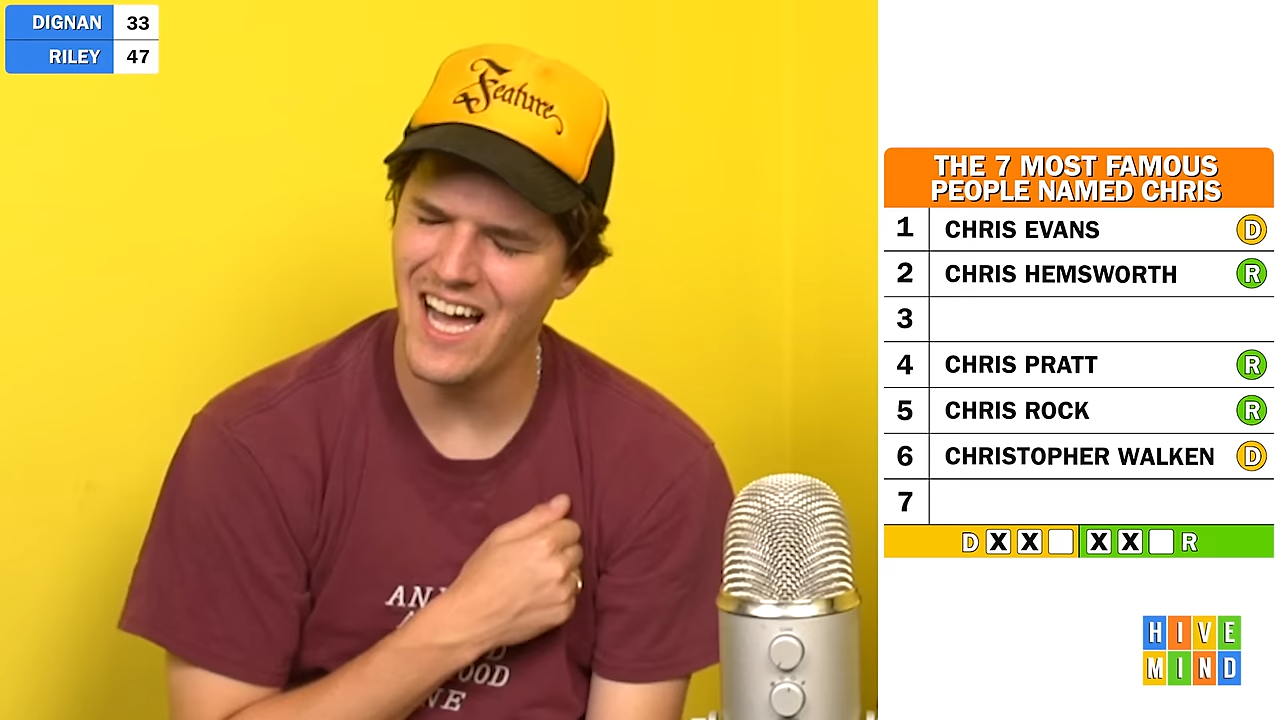 DIGNAN 33
RILEY 47
Feature
THE 7 MOST FAMOUS
PEOPLE NAMED CHRIS
1 CHRIS EVANS D
2 CHRIS HEMSWORTH R
3
4 CHRIS PRATT R
5 CHRIS ROCK R
6 CHRISTOPHER WALKEN D
7
D X X X X R
HIVE
MIND